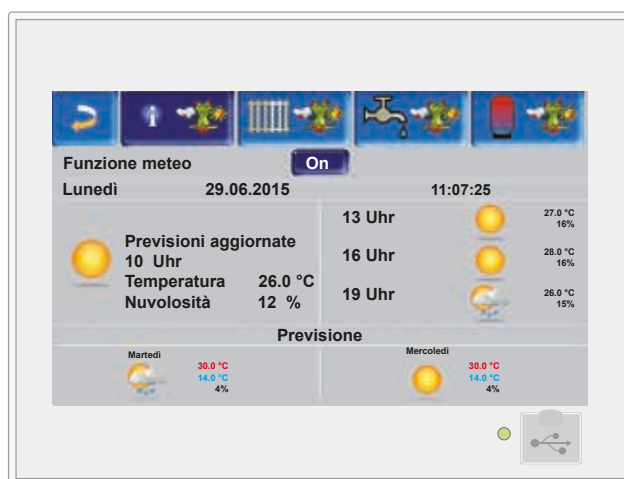 Funzione meteo On
Lunedì 29.06.2015 11:07:25
Previsioni aggiornate
10 Uhr
Temperatura 26.0 °C
Nuvolosità 12 %
13 Uhr 27.0 °C
16%
16 Uhr 28.0 °C
16%
19 Uhr 26.0 °C
15%
Previsione
Martedì
30.0 °C
14.0 °C
4%
Mercoledì
30.0 °C
14.0 °C
4%